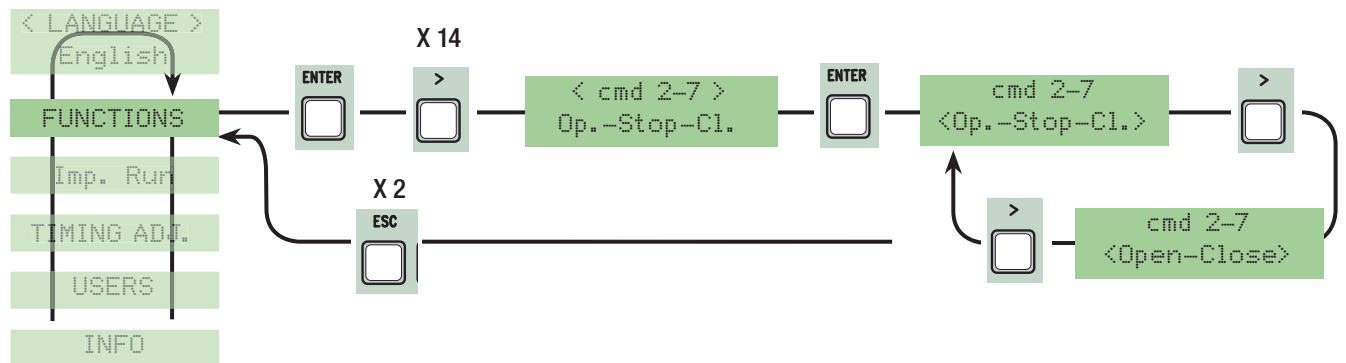 < LANGUAGE >
English
FUNCTIONS
Imp. Run
TIMING ADJ.
USERS
INFO
ENTER
X 14
>
< cmd 2-7 >
Op.-Stop-Cl.
ENTER
cmd 2-7
<Op.-Stop-Cl.>
>
X 2
ESC
>
cmd 2-7
<Open-Close>